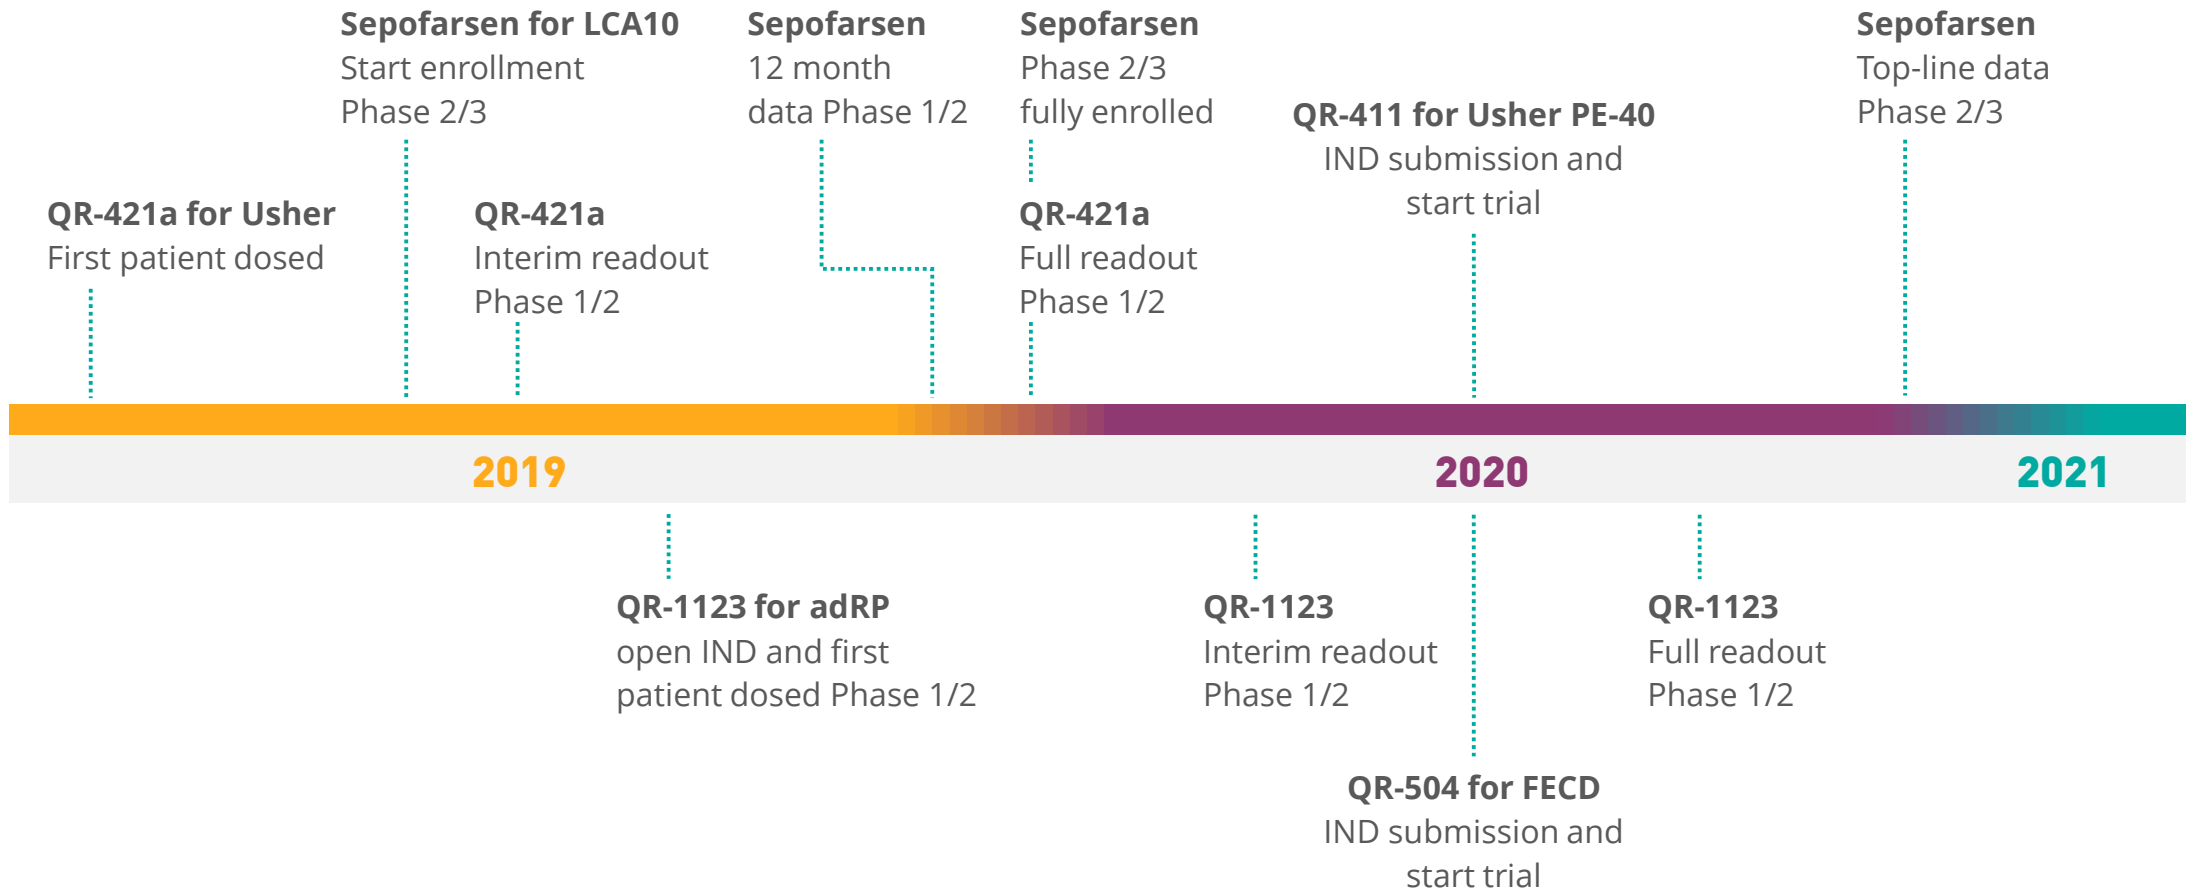 Sepofarsen for LCA10
Start enrollment
Phase 2/3
Sepofarsen
12 month
data Phase 1/2
Sepofarsen
Phase 2/3
fully enrolled
QR-411 for Usher PE-40
IND submission and
start trial
Sepofarsen
Top-line data
Phase 2/3
QR-421a for Usher
First patient dosed
QR-421a
Interim readout
Phase 1/2
QR-421a
Full readout
Phase 1/2
2019
2020
2021
QR-1123 for adRP
open IND and first
patient dosed Phase 1/2
QR-1123
Interim readout
Phase 1/2
QR-1123
Full readout
Phase 1/2
QR-504 for FECD
IND submission and
start trial